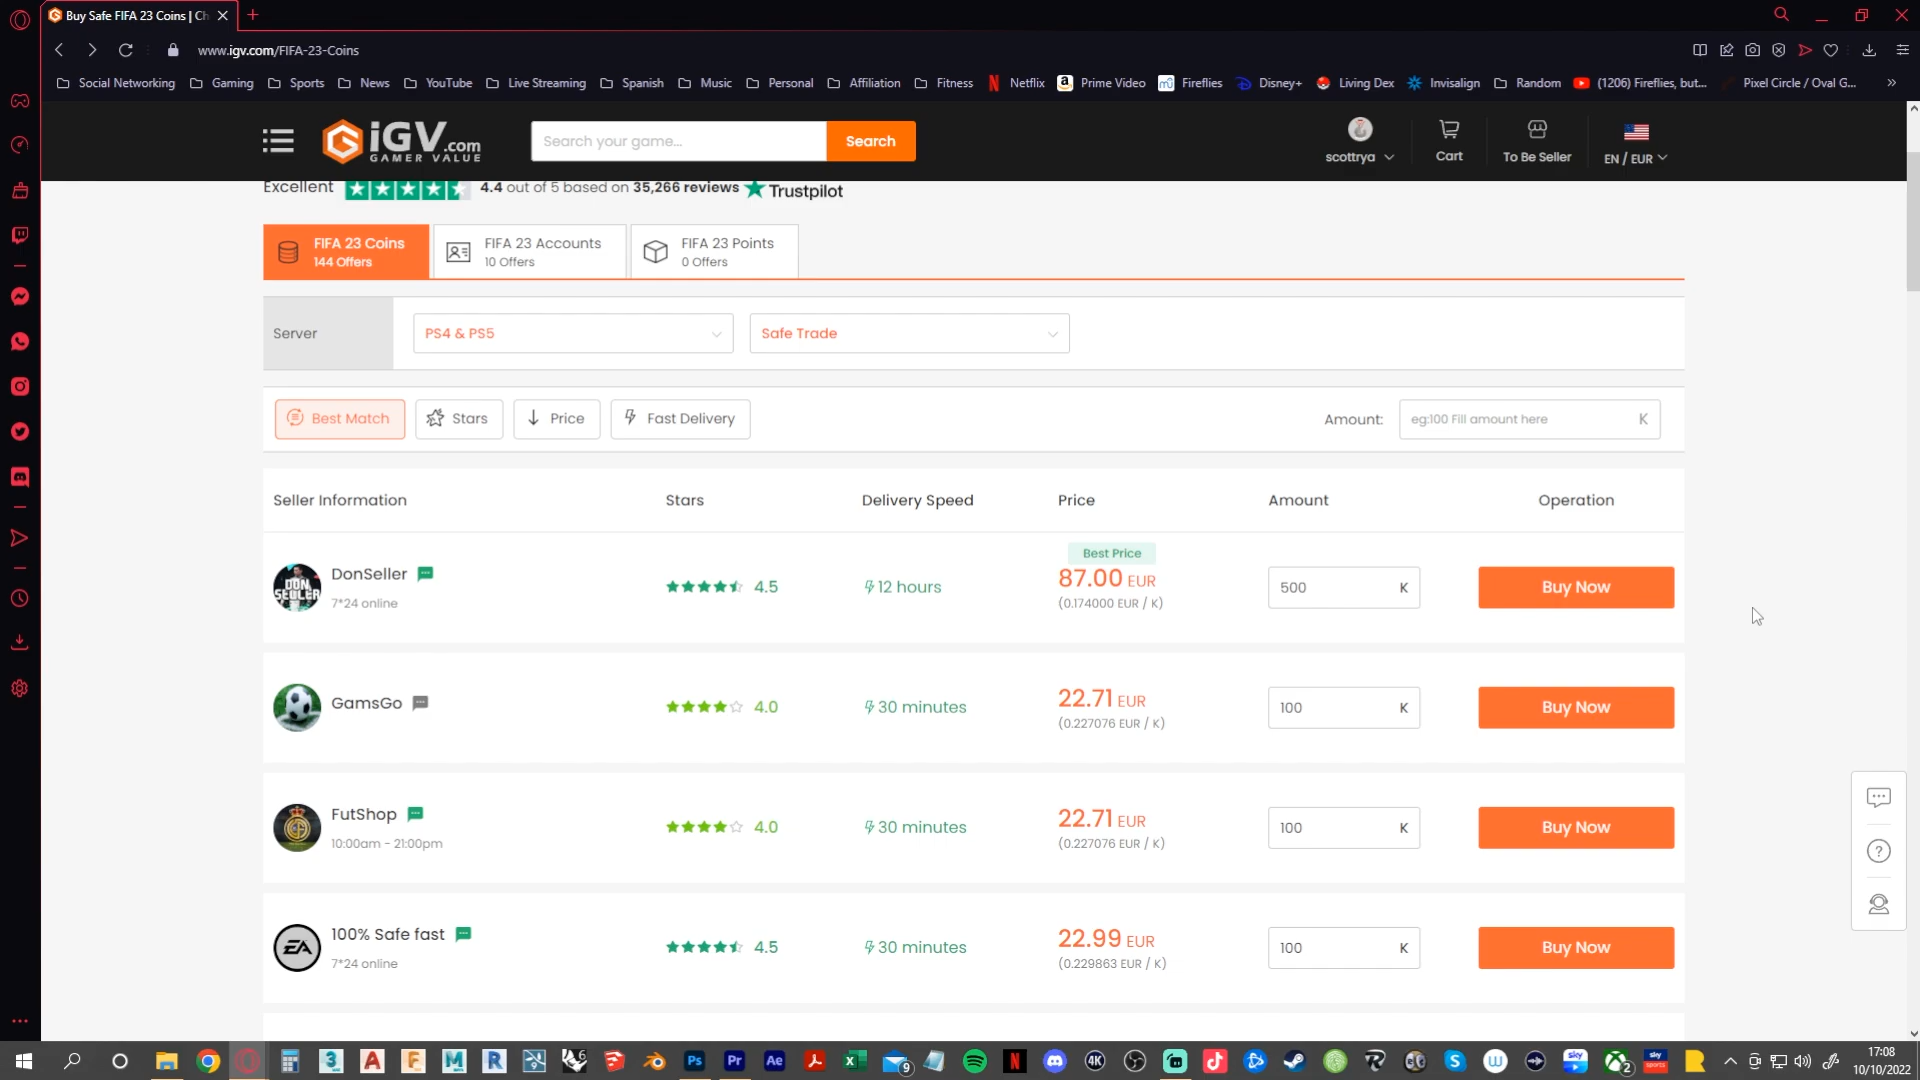 Buy Safe FIFA 23 Coins | Ch
www.igv.com/FIFA-23-Coins
Social Networking Gaming Sports News YouTube Live Streaming Spanish Music Personal Affiliation Fitness Netflix Prime Video Fireflies Disney+ Living Dex Invisalign Random (1206) Fireflies, but... Pixel Circle / Oval G... »
iGV.com
GAMER VALUE
Search your game...
Search
scottrya
Cart
To Be Seller
EN / EUR
Excellent 4.4 out of 5 based on 35,266 reviews Trustpilot
FIFA 23 Coins
144 Offers
FIFA 23 Accounts
10 Offers
FIFA 23 Points
0 Offers
Server PS4 & PS5 Safe Trade
Best Match Stars Price Fast Delivery Amount: eg:100 Fill amount here K
Seller Information Stars Delivery Speed Price Amount Operation
Best Price
DON
SELLER
DonSeller
7*24 online
4.5
12 hours
87.00 EUR
(0.174000 EUR / K)
500 K
Buy Now
GamsGo
4.0
30 minutes
22.71 EUR
(0.227076 EUR / K)
100 K
Buy Now
FutShop
10:00am - 21:00pm
4.0
30 minutes
22.71 EUR
(0.227076 EUR / K)
100 K
Buy Now
EA
100% Safe fast
7*24 online
4.5
30 minutes
22.99 EUR
(0.229863 EUR / K)
100 K
Buy Now
17:08
10/10/2022